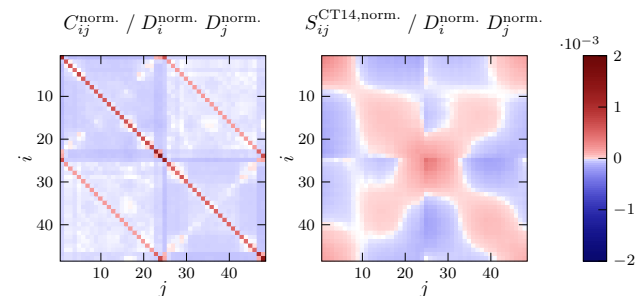 C_{ij}^{norm.} / D_i^{norm.} D_j^{norm.}
S_{ij}^{CT14,norm.} / D_i^{norm.} D_j^{norm.}
·10⁻³
2
1
0
−1
−2
10
20
30
40
i
10 20 30 40
j
10
20
30
40
i
10 20 30 40
j